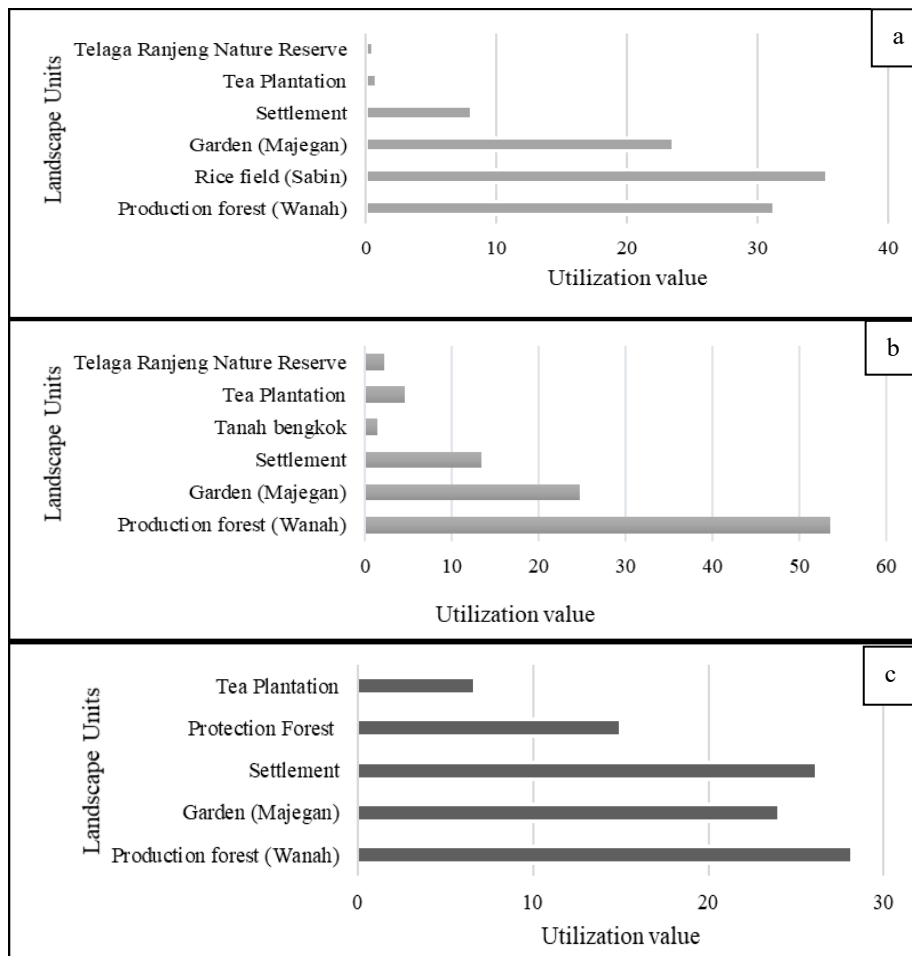 a
Landscape Units
Telaga Ranjeng Nature Reserve
Tea Plantation
Settlement
Garden (Majegan)
Rice field (Sabin)
Production forest (Wanah)
0 10 20 30 40
Utilization value
b
Landscape Units
Telaga Ranjeng Nature Reserve
Tea Plantation
Tanah bengkok
Settlement
Garden (Majegan)
Production forest (Wanah)
0 10 20 30 40 50 60
Utilization value
c
Landscape Units
Tea Plantation
Protection Forest
Settlement
Garden (Majegan)
Production forest (Wanah)
0 10 20 30
Utilization value